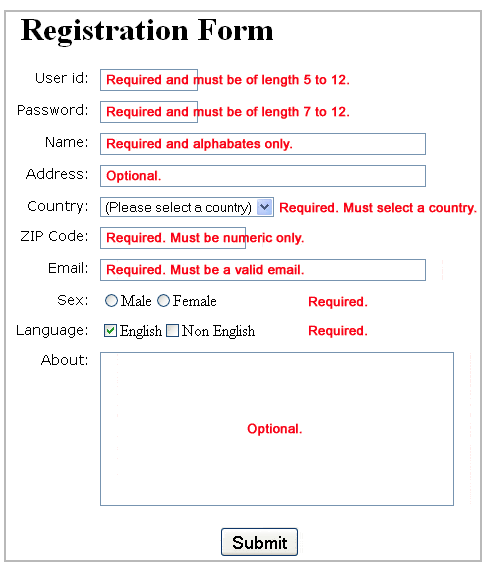 Registration Form
User id: Required and must be of length 5 to 12.
Password: Required and must be of length 7 to 12.
Name: Required and alphabates only.
Address: Optional.
Country: (Please select a country) Required. Must select a country.
ZIP Code: Required. Must be numeric only.
Email: Required. Must be a valid email.
Sex: Male Female Required.
Language: English Non English Required.
About:
Optional.
Submit